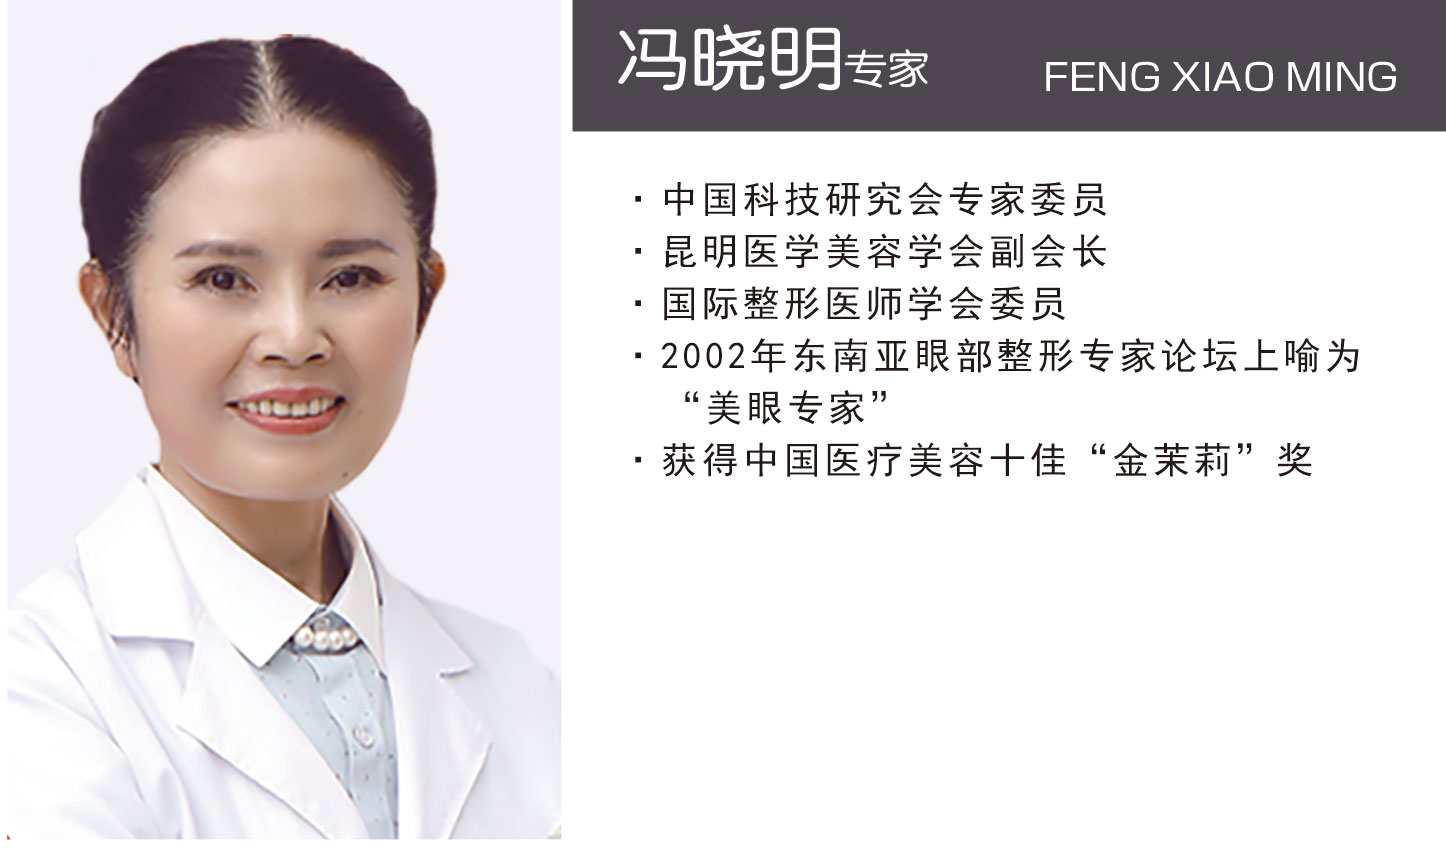 冯晓明专家 FENG XIAO MING
· 中国科技研究会专家委员
· 昆明医学美容学会副会长
· 国际整形医师学会委员
· 2002年东南亚眼部整形专家论坛上喻为
“美眼专家”
· 获得中国医疗美容十佳“金茉莉”奖